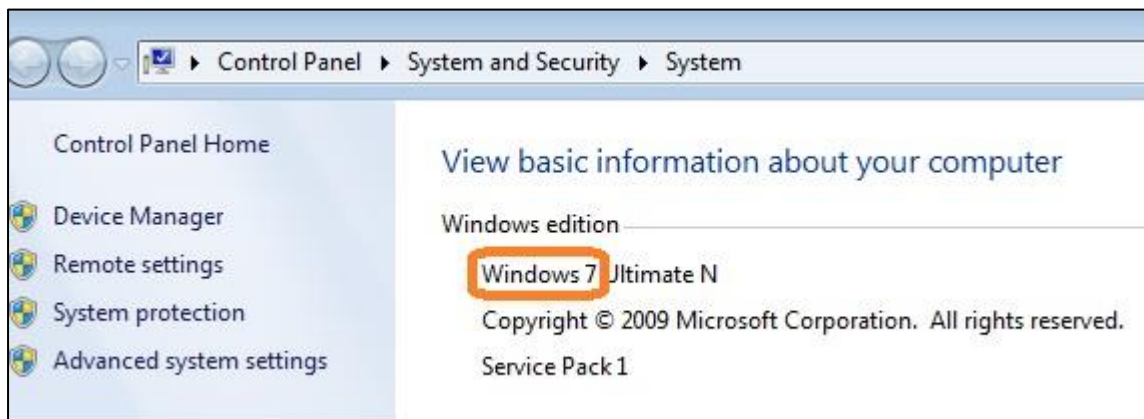 Control Panel ▸ System and Security ▸ System
Control Panel Home
Device Manager
Remote settings
System protection
Advanced system settings
View basic information about your computer
Windows edition
Windows 7 Ultimate N
Copyright © 2009 Microsoft Corporation. All rights reserved.
Service Pack 1